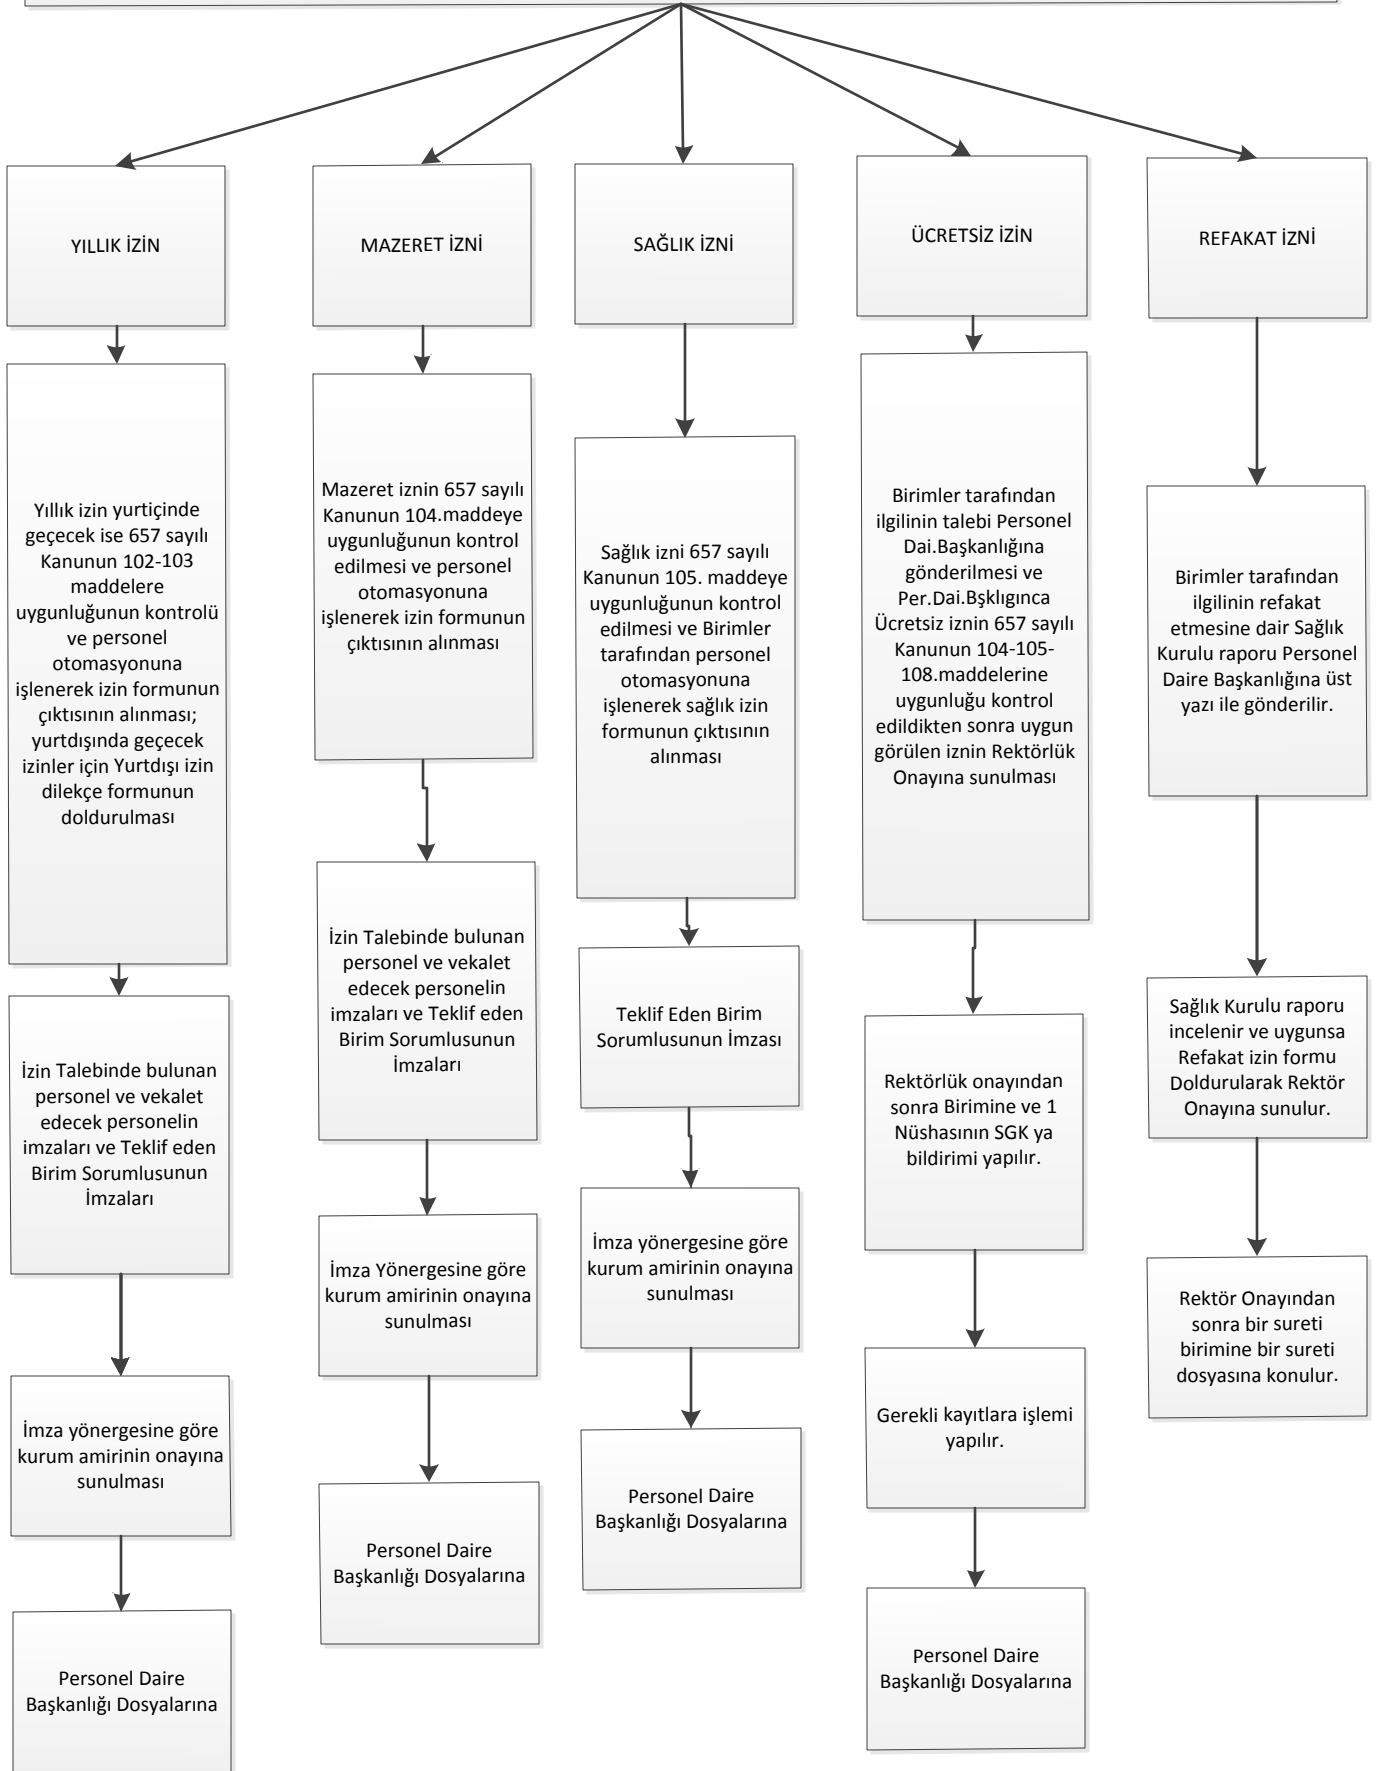 YILLIK İZİN
Yıllık izin yurtiçinde
geçecek ise 657 sayılı
Kanunun 102-103
maddelere
uygunluğunun kontrolü
ve personel
otomasyonuna
işlenerek izin formunun
çıktısının alınması;
yurtdışında geçecek
izinler için Yurtdışı izin
dilekçe formunun
doldurulması
İzin Talebinde bulunan
personel ve vekalet
edecek personelin
imzaları ve Teklif eden
Birim Sorumlusunun
İmzaları
İmza yönergesine göre
kurum amirinin onayına
sunulması
Personel Daire
Başkanlığı Dosyalarına
MAZERET İZNİ
Mazeret iznin 657 sayılı
Kanunun 104.maddeye
uygunluğunun kontrol
edilmesi ve personel
otomasyonuna
işlenerek izin formunun
çıktısının alınması
İzin Talebinde bulunan
personel ve vekalet
edecek personelin
imzaları ve Teklif eden
Birim Sorumlusunun
İmzaları
İmza Yönergesine göre
kurum amirinin onayına
sunulması
Personel Daire
Başkanlığı Dosyalarına
SAĞLIK İZNİ
Sağlık izni 657 sayılı
Kanunun 105. maddeye
uygunluğunun kontrol
edilmesi ve Birimler
tarafından personel
otomasyonuna
işlenerek sağlık izin
formunun çıktısının
alınması
Teklif Eden Birim
Sorumlusunun İmzası
İmza yönergesine göre
kurum amirinin onayına
sunulması
Personel Daire
Başkanlığı Dosyalarına
ÜCRETSİZ İZİN
Birimler tarafından
ilgilinin talebi Personel
Dai.Başkanlığına
gönderilmesi ve
Per.Dai.Bşklıgınca
Ücretsiz iznin 657 sayılı
Kanunun 104-105-
108.maddelerine
uygunluğu kontrol
edildikten sonra uygun
görülen iznin Rektörlük
Onayına sunulması
Rektörlük onayından
sonra Birimine ve 1
Nüshasının SGK ya
bildirimi yapılır.
Gerekli kayıtlara işlemi
yapılır.
Personel Daire
Başkanlığı Dosyalarına
REFAKAT İZNİ
Birimler tarafından
ilgilinin refakat
etmesine dair Sağlık
Kurulu raporu Personel
Daire Başkanlığına üst
yazı ile gönderilir.
Sağlık Kurulu raporu
incelenir ve uygunsa
Refakat izin formu
Doldurularak Rektör
Onayına sunulur.
Rektör Onayından
sonra bir sureti
birimine bir sureti
dosyasına konulur.